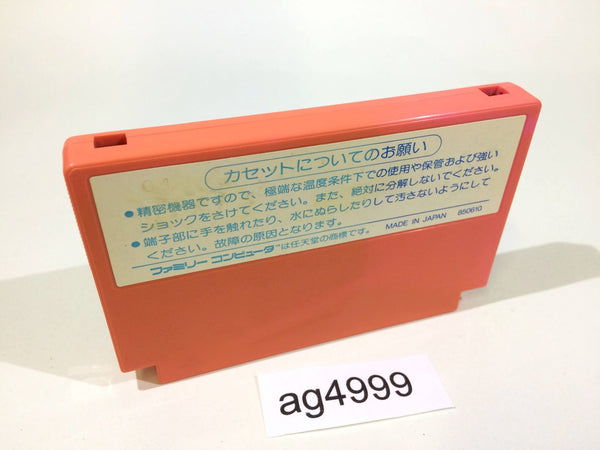 カセットについてのお願い
●精密機器ですので、極端な温度条件下での使用や保管および強い
ショックをさけてください。また、絶対に分解しないでください。
●端子部に手を触れたり、水にぬらしたりして汚さないようにして
ください。故障の原因となります。
ファミリー コンピュータ™は任天堂の商標です。 MADE IN JAPAN 850610
ag4999